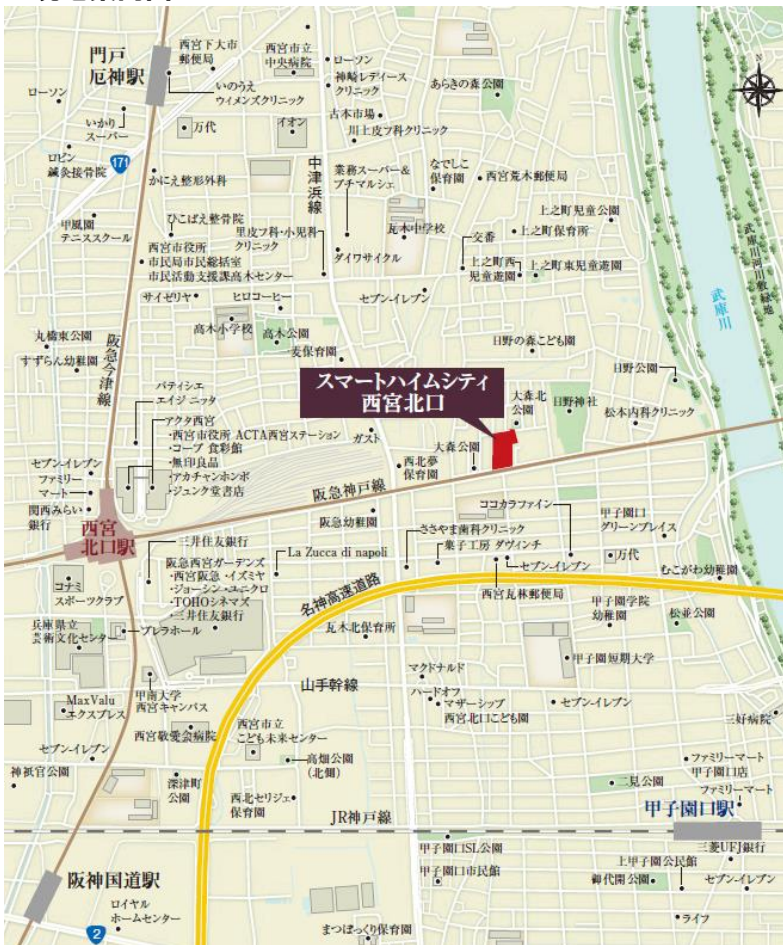 門戸
厄神駅
西宮下大市
郵便局
西宮市立
中央病院
ローソン
神崎レディース
クリニック
あらきの森公園
N
ローソン
いのうえ
ウィメンズクリニック
いかり
スーパー
万代
イオン
古本市場
川上皮フ科クリニック
ロビン
鍼灸接骨院
171
中津浜線
業務スーパー&
プチマルシェ
なでしこ
保育園
西宮荒木郵便局
かにえ整形外科
甲風園
テニススクール
ひこばえ整骨院
里皮フ科・小児科
クリニック
瓦木中学校
上之町児童公園
上之町保育所
交番
西宮市役所
市民局市民総括室
市民活動支援課高木センター
ダイワサイクル
上之町西
児童遊園
上之町東児童遊園
武庫川河川敷緑地
武庫川
サイゼリヤ
ヒロコーヒー
セブン-イレブン
高木小学校
高木公園
麦保育園
日野の森こども園
丸橋東公園
すずらん幼稚園
阪急今津線
日野公園
スマートハイムシティ
西宮北口
大森北
公園
日野神社
松本内科クリニック
パティシエ
エイジ ニッタ
アクタ西宮
・西宮市役所 ACTA西宮ステーション
・コープ 食彩館
・無印良品
・アカチャンホンポ
・ジュンク堂書店
ガスト
西北夢
保育園
大森公園
セブン-イレブン
ファミリー
マート
関西みらい
銀行
阪急神戸線
西宮
北口駅
阪急幼稚園
ココカラファイン
甲子園口
グリーンプレイス
三井住友銀行
ささやま歯科クリニック
菓子工房 ダヴィンチ
La Zucca di napoli
セブン-イレブン
万代
むこがわ幼稚園
阪急西宮ガーデンズ
・西宮阪急・イズミヤ
・ジョーシン・ユニクロ
・TOHOシネマズ
・三井住友銀行
コナミ
スポーツクラブ
名神高速道路
西宮瓦林郵便局
甲子園学院
幼稚園
松並公園
兵庫県立
芸術文化センター
プレラホール
瓦木北保育所
甲子園短期大学
マクドナルド
山手幹線
ハードオフ
マザーシップ
西宮北口こども園
セブン-イレブン
甲南大学
西宮キャンパス
MaxValu
エクスプレス
西宮敬愛会病院
西宮市立
こども未来センター
三好病院
セブン-イレブン
高畑公園
(北側)
ファミリーマート
甲子園口店
神祇官公園
深津町
公園
西北セリジェ
保育園
二見公園
ファミリーマート
JR神戸線
甲子園口駅
甲子園口SL公園
三菱UFJ銀行
阪神国道駅
甲子園口市民館
上甲子園公民館
御代開公園
セブン-イレブン
ロイヤル
ホームセンター
2
まつぼっくり保育園
ライフ